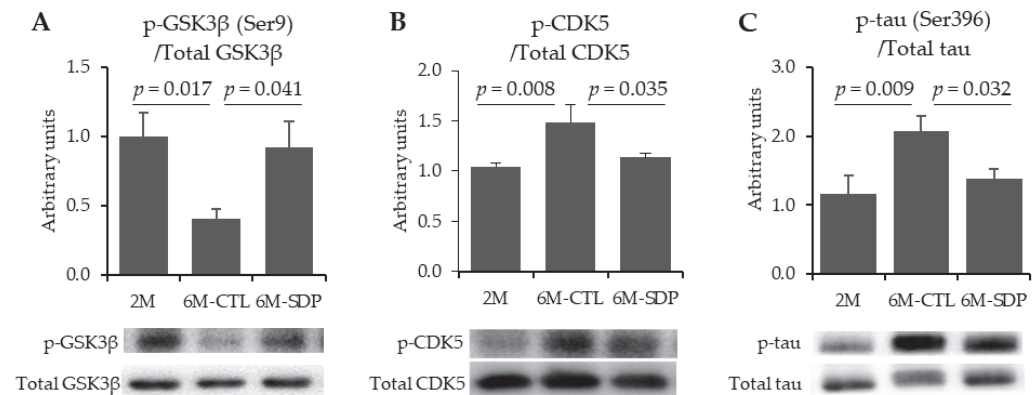 A
p-GSK3β (Ser9)
/Total GSK3β
1.5
1.0
0.5
0.0
Arbitrary units
p = 0.017
p = 0.041
2M
6M-CTL
6M-SDP
p-GSK3β
Total GSK3β
B
p-CDK5
/Total CDK5
2.0
1.5
1.0
0.5
0.0
Arbitrary units
p = 0.008
p = 0.035
2M
6M-CTL
6M-SDP
p-CDK5
Total CDK5
C
p-tau (Ser396)
/Total tau
3.0
2.0
1.0
0.0
Arbitrary units
p = 0.009
p = 0.032
2M
6M-CTL
6M-SDP
p-tau
Total tau